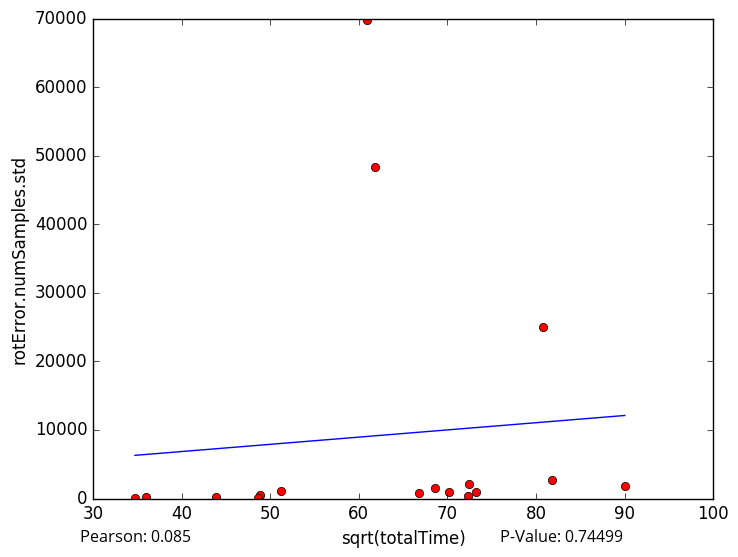 70000
60000
50000
40000
30000
20000
10000
0
rotError.numSamples.std
30 40 50 60 70 80 90 100
sqrt(totalTime)
Pearson: 0.085
P-Value: 0.74499